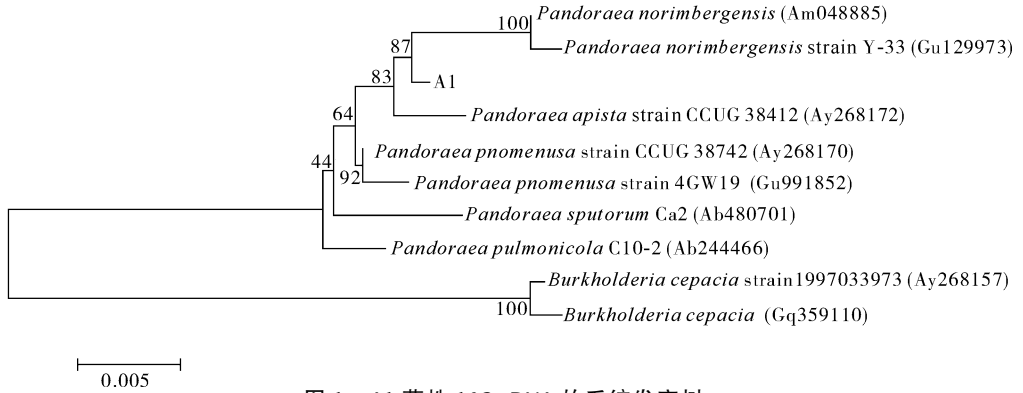 100 Pandoraea norimbergensis (Am048885)
Pandoraea norimbergensis strain Y-33 (Gu129973)
87
A1
83
Pandoraea apista strain CCUG 38412 (Ay268172)
64
Pandoraea pnomenusa strain CCUG 38742 (Ay268170)
44
92
Pandoraea pnomenusa strain 4GW19 (Gu991852)
Pandoraea sputorum Ca2 (Ab480701)
Pandoraea pulmonicola C10-2 (Ab244466)
Burkholderia cepacia strain1997033973 (Ay268157)
100
Burkholderia cepacia (Gq359110)
0.005